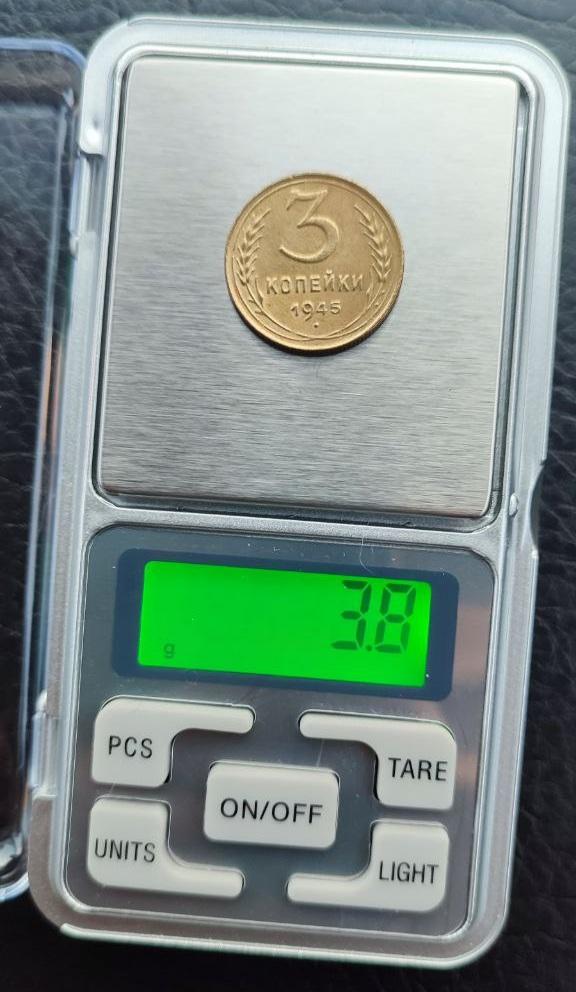 3
КОПЕЙКИ
1945
3.8
g
PCS
TARE
ON/OFF
UNITS
LIGHT